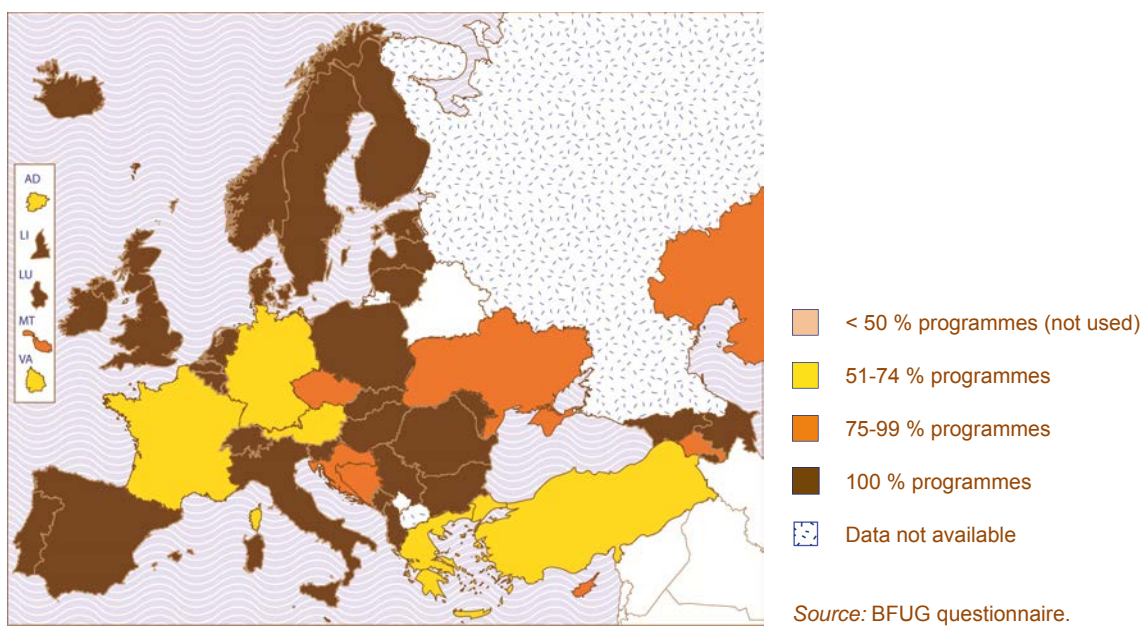 AD
LI
LU
MT
VA
< 50 % programmes (not used)
51-74 % programmes
75-99 % programmes
100 % programmes
Data not available
Source: BFUG questionnaire.